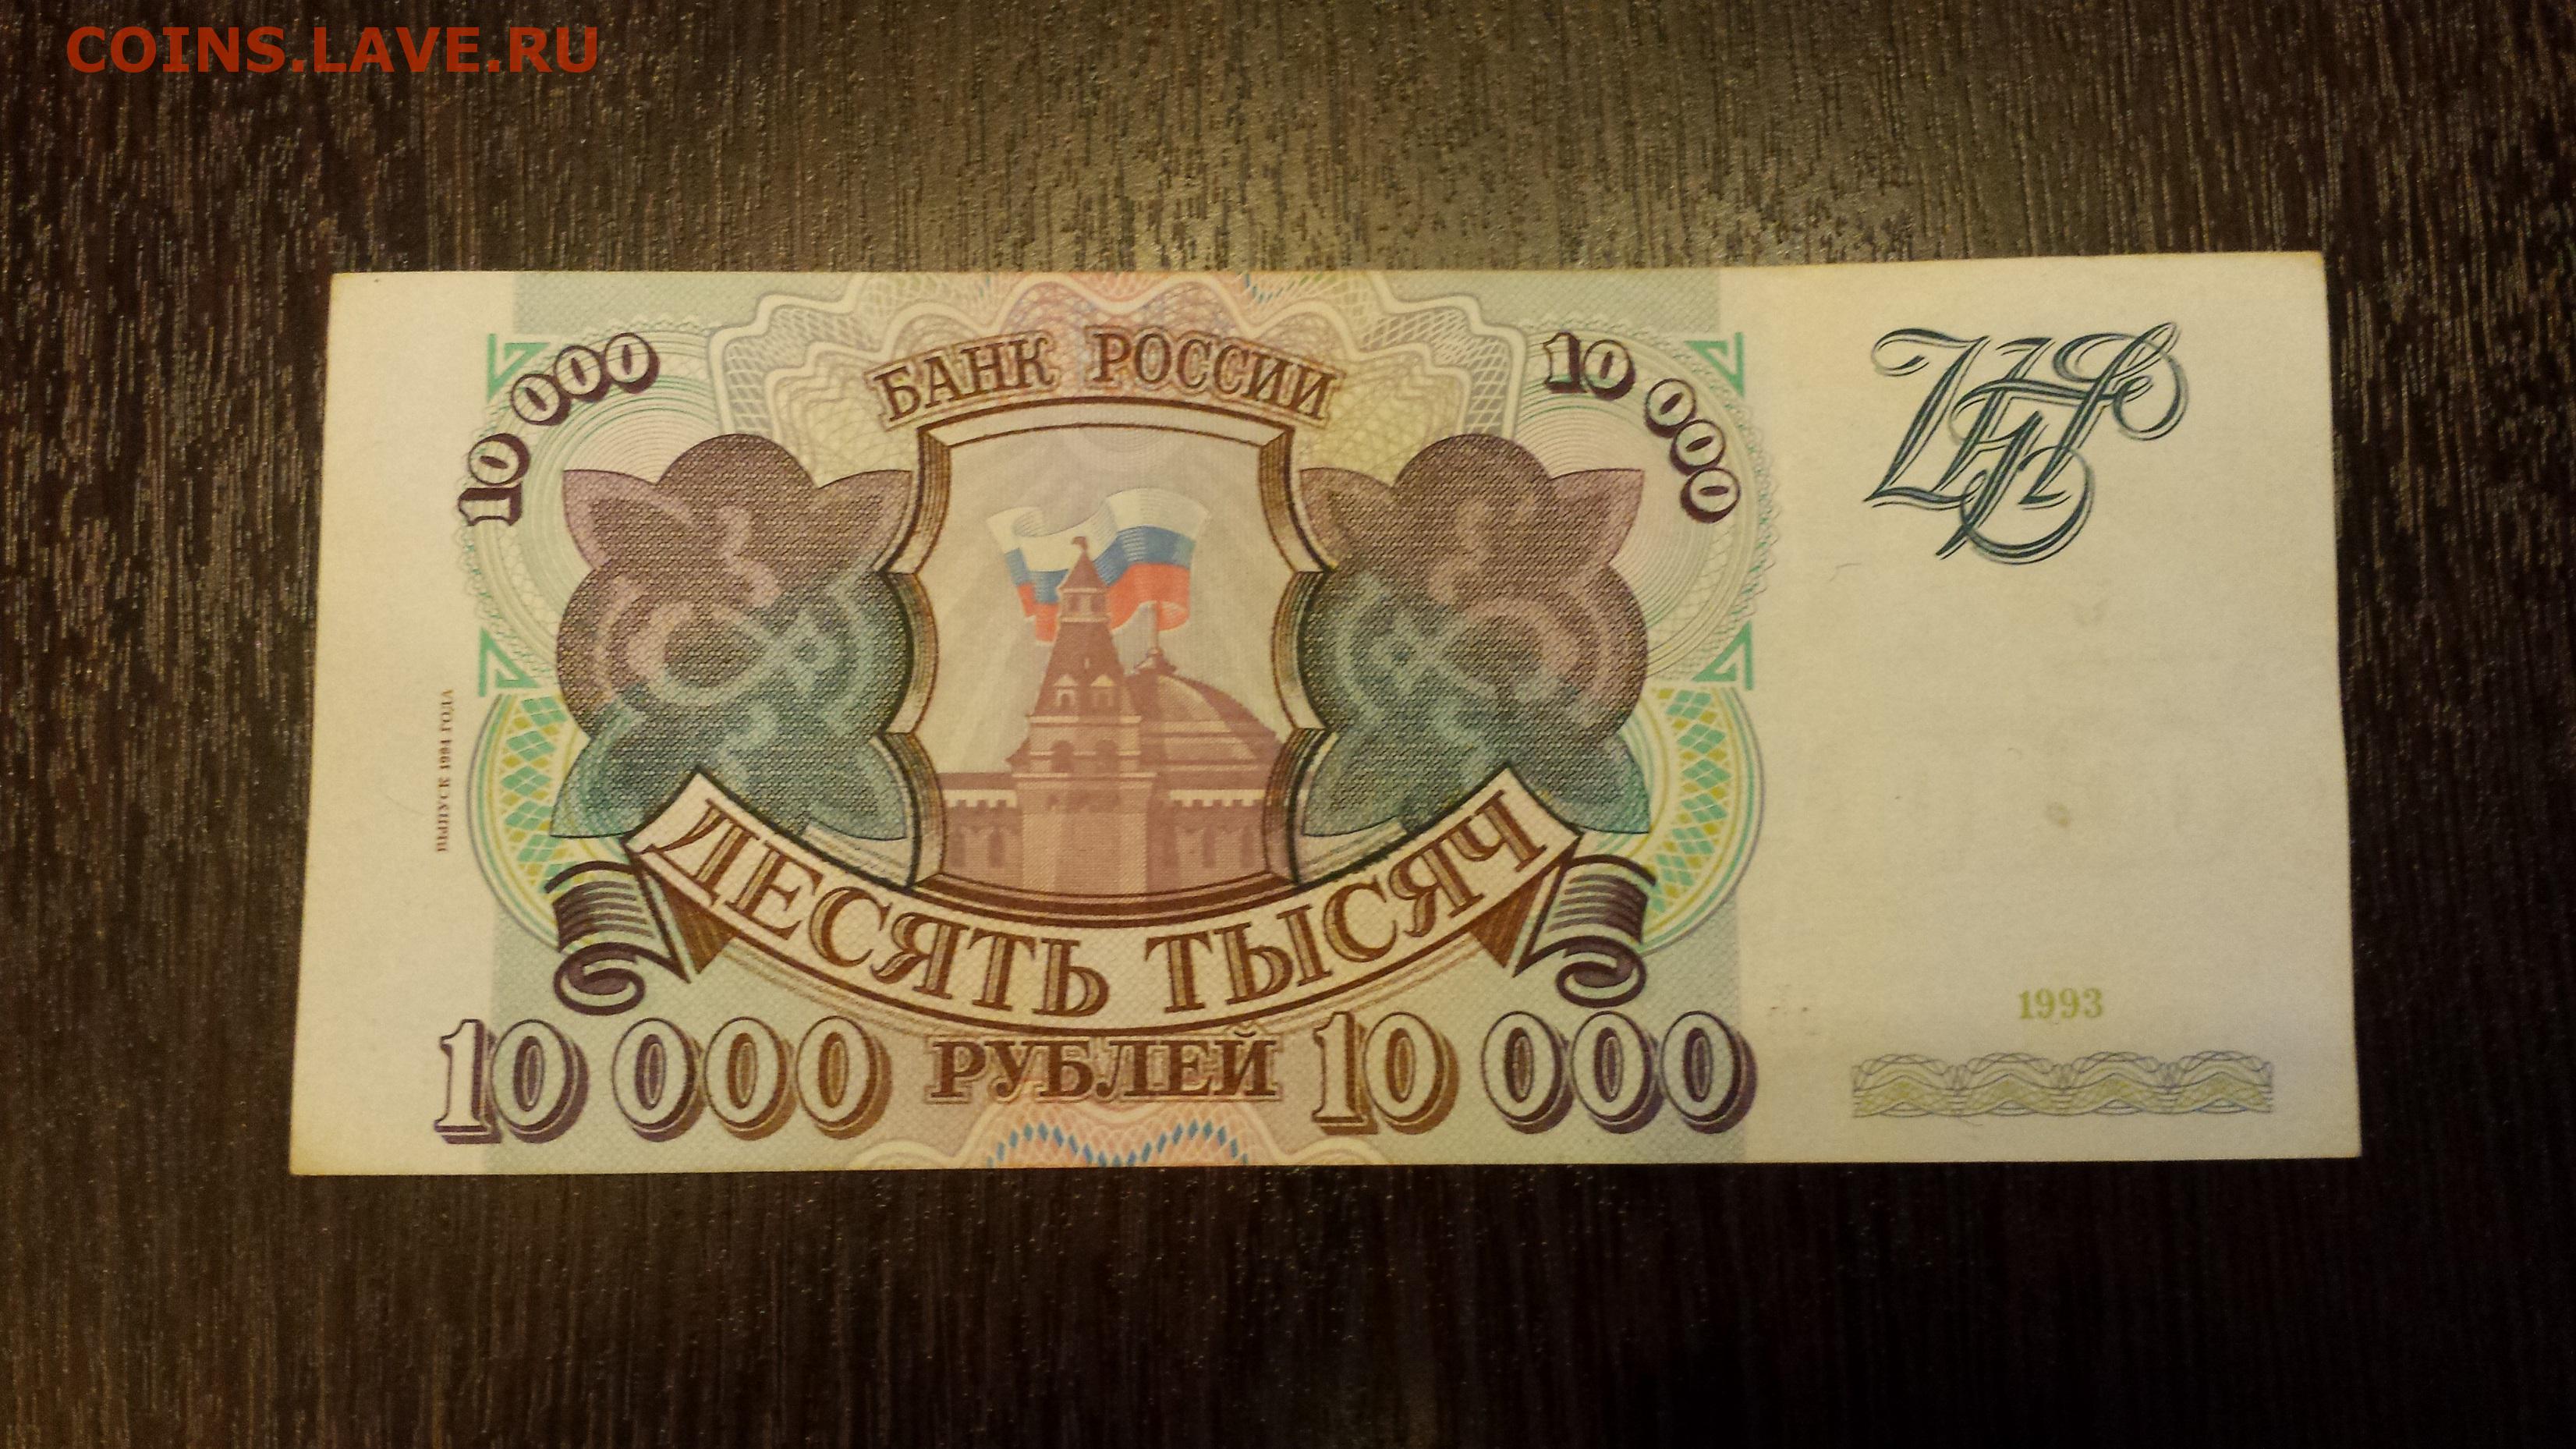 COINS.LAVE.RU
10 000
БАНК РОССИИ
10 000
ВЫПУСК 1994 ГОДА
ДЕСЯТЬ ТЫСЯЧ
10 000 РУБЛЕЙ 10 000
1993